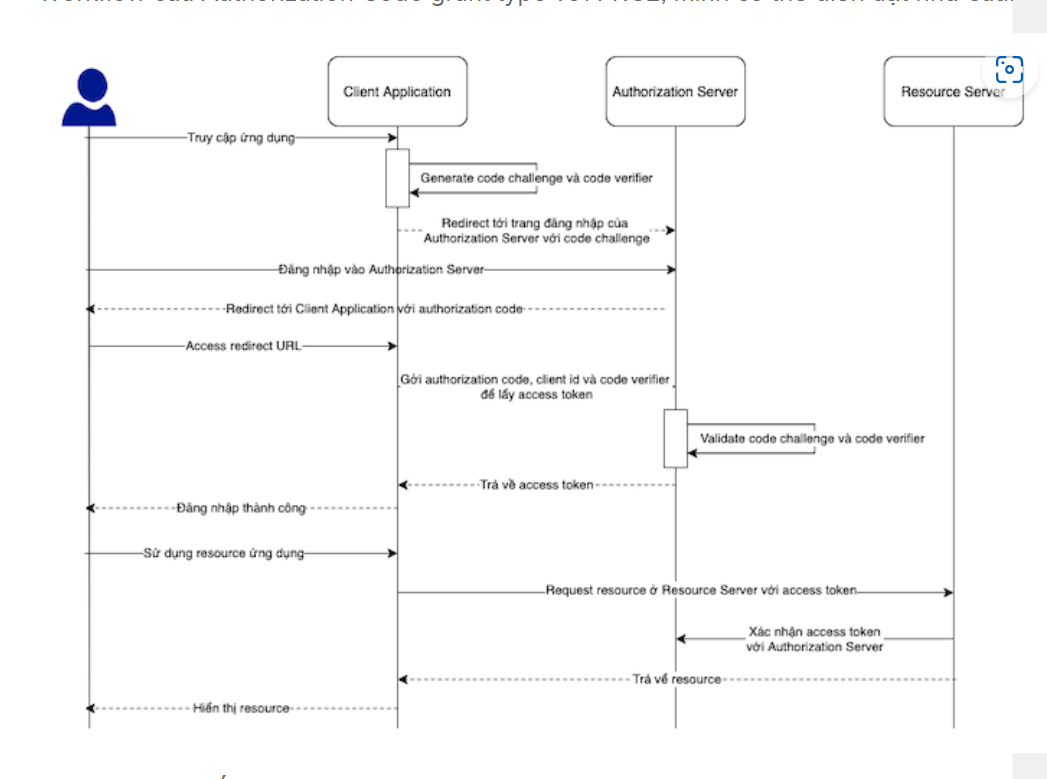 Client Application
Authorization Server
Resource Server
Truy cập ứng dụng
Generate code challenge và code verifier
Redirect tới trang đăng nhập của
Authorization Server với code challenge
Đăng nhập vào Authorization Server
Redirect tới Client Application với authorization code
Access redirect URL
Gởi authorization code, client id và code verifier
để lấy access token
Validate code challenge và code verifier
Trả về access token
Đăng nhập thành công
Sử dụng resource ứng dụng
Request resource ở Resource Server với access token
Xác nhận access token
với Authorization Server
Trả về resource
Hiển thị resource